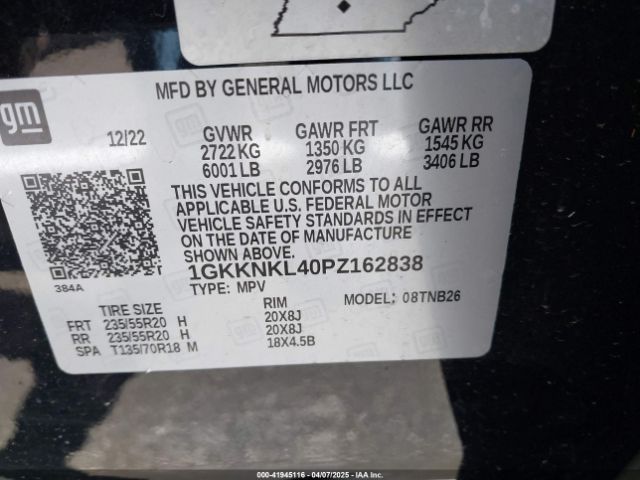 MFD BY GENERAL MOTORS LLC
gm
12/22
GVWR GAWR FRT GAWR RR
2722 KG 1350 KG 1545 KG
6001 LB 2976 LB 3406 LB
THIS VEHICLE CONFORMS TO ALL
APPLICABLE U.S. FEDERAL MOTOR
VEHICLE SAFETY STANDARDS IN EFFECT
ON THE DATE OF MANUFACTURE
SHOWN ABOVE.
1GKKNKL40PZ162838
384A
TYPE: MPV MODEL: 08TNB26
TIRE SIZE RIM
FRT 235/55R20 H 20X8J
RR 235/55R20 H 20X8J
SPA T135/70R18 M 18X4.5B
000-41945116 - 04/07/2025 - IAAI.CA